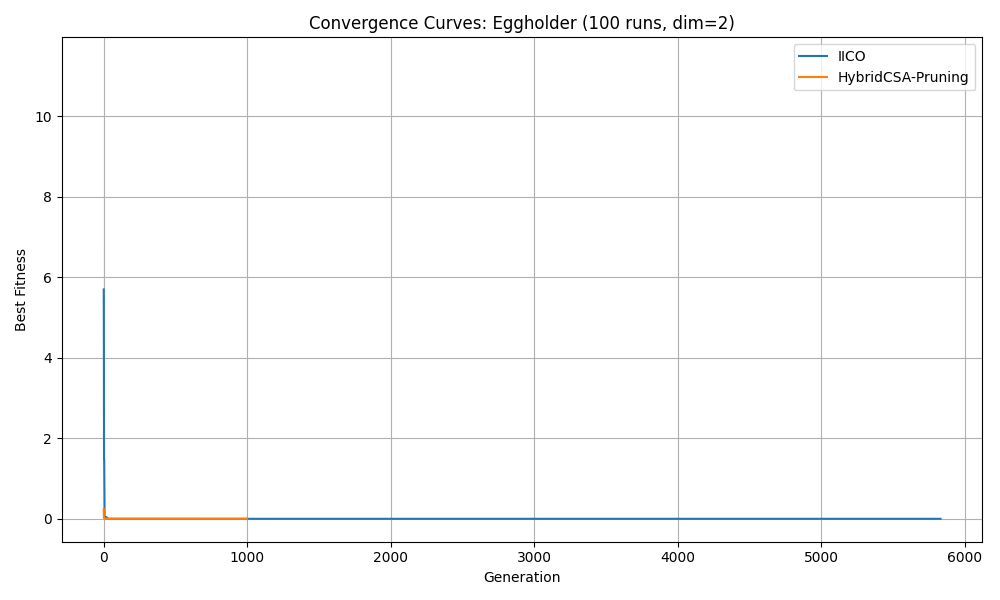 Convergence Curves: Eggholder (100 runs, dim=2)
IICO
HybridCSA-Pruning
Best Fitness
10
8
6
4
2
0
0 1000 2000 3000 4000 5000 6000
Generation